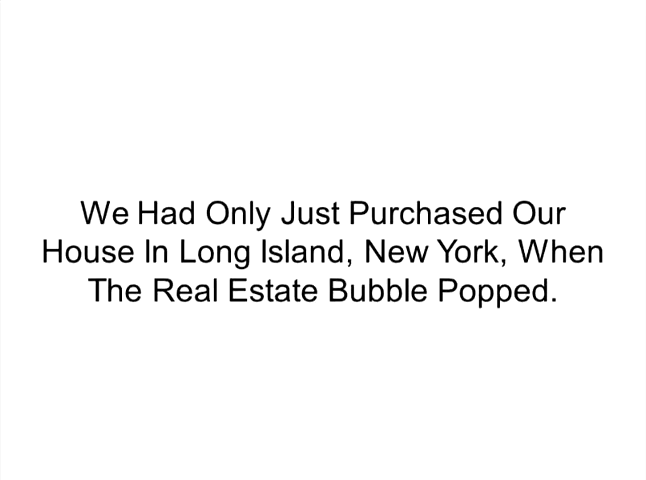 We Had Only Just Purchased Our
House In Long Island, New York, When
The Real Estate Bubble Popped.